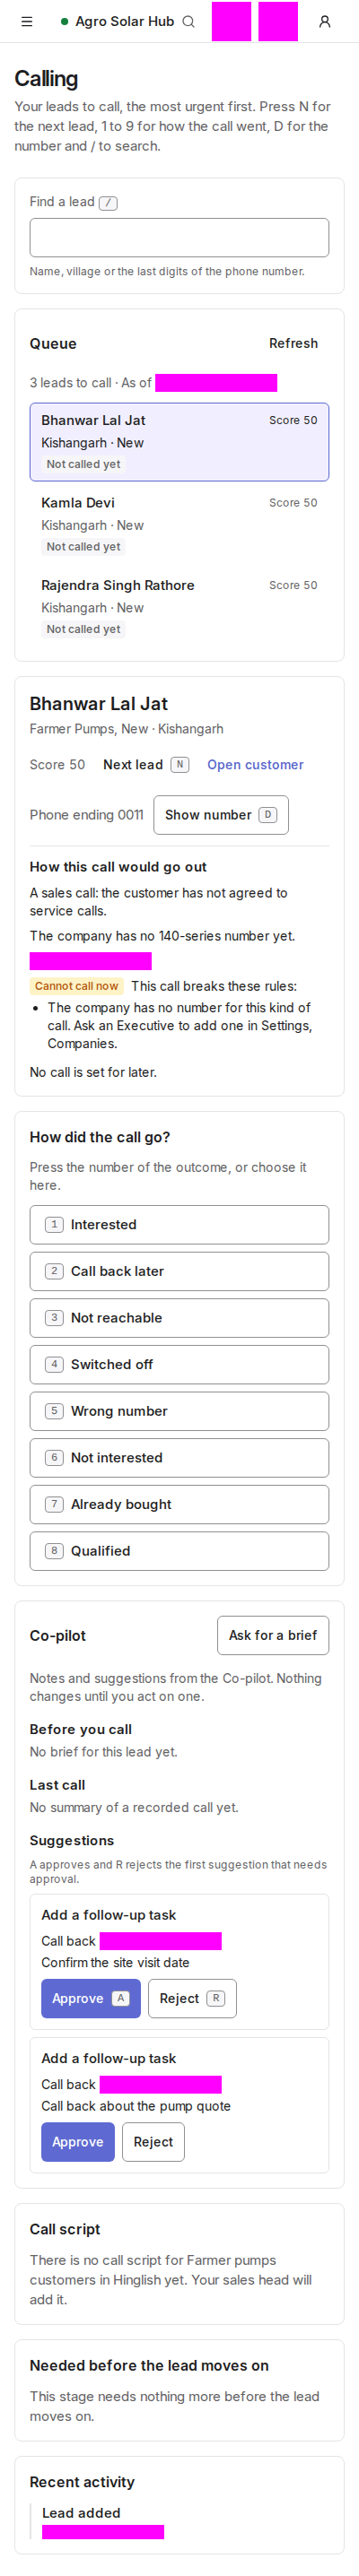 Agro Solar Hub
Calling
Your leads to call, the most urgent first. Press N for
the next lead, 1 to 9 for how the call went, D for the
number and / to search.
Find a lead /
Name, village or the last digits of the phone number.
Queue Refresh
3 leads to call · As of
Bhanwar Lal Jat Score 50
Kishangarh · New
Not called yet
Kamla Devi Score 50
Kishangarh · New
Not called yet
Rajendra Singh Rathore Score 50
Kishangarh · New
Not called yet
Bhanwar Lal Jat
Farmer Pumps, New · Kishangarh
Score 50 Next lead N Open customer
Phone ending 0011 Show number D
How this call would go out
A sales call: the customer has not agreed to
service calls.
The company has no 140-series number yet.
Cannot call now This call breaks these rules:
• The company has no number for this kind of
call. Ask an Executive to add one in Settings,
Companies.
No call is set for later.
How did the call go?
Press the number of the outcome, or choose it
here.
1 Interested
2 Call back later
3 Not reachable
4 Switched off
5 Wrong number
6 Not interested
7 Already bought
8 Qualified
Co-pilot Ask for a brief
Notes and suggestions from the Co-pilot. Nothing
changes until you act on one.
Before you call
No brief for this lead yet.
Last call
No summary of a recorded call yet.
Suggestions
A approves and R rejects the first suggestion that needs
approval.
Add a follow-up task
Call back
Confirm the site visit date
Approve A Reject R
Add a follow-up task
Call back
Call back about the pump quote
Approve Reject
Call script
There is no call script for Farmer pumps
customers in Hinglish yet. Your sales head will
add it.
Needed before the lead moves on
This stage needs nothing more before the lead
moves on.
Recent activity
Lead added